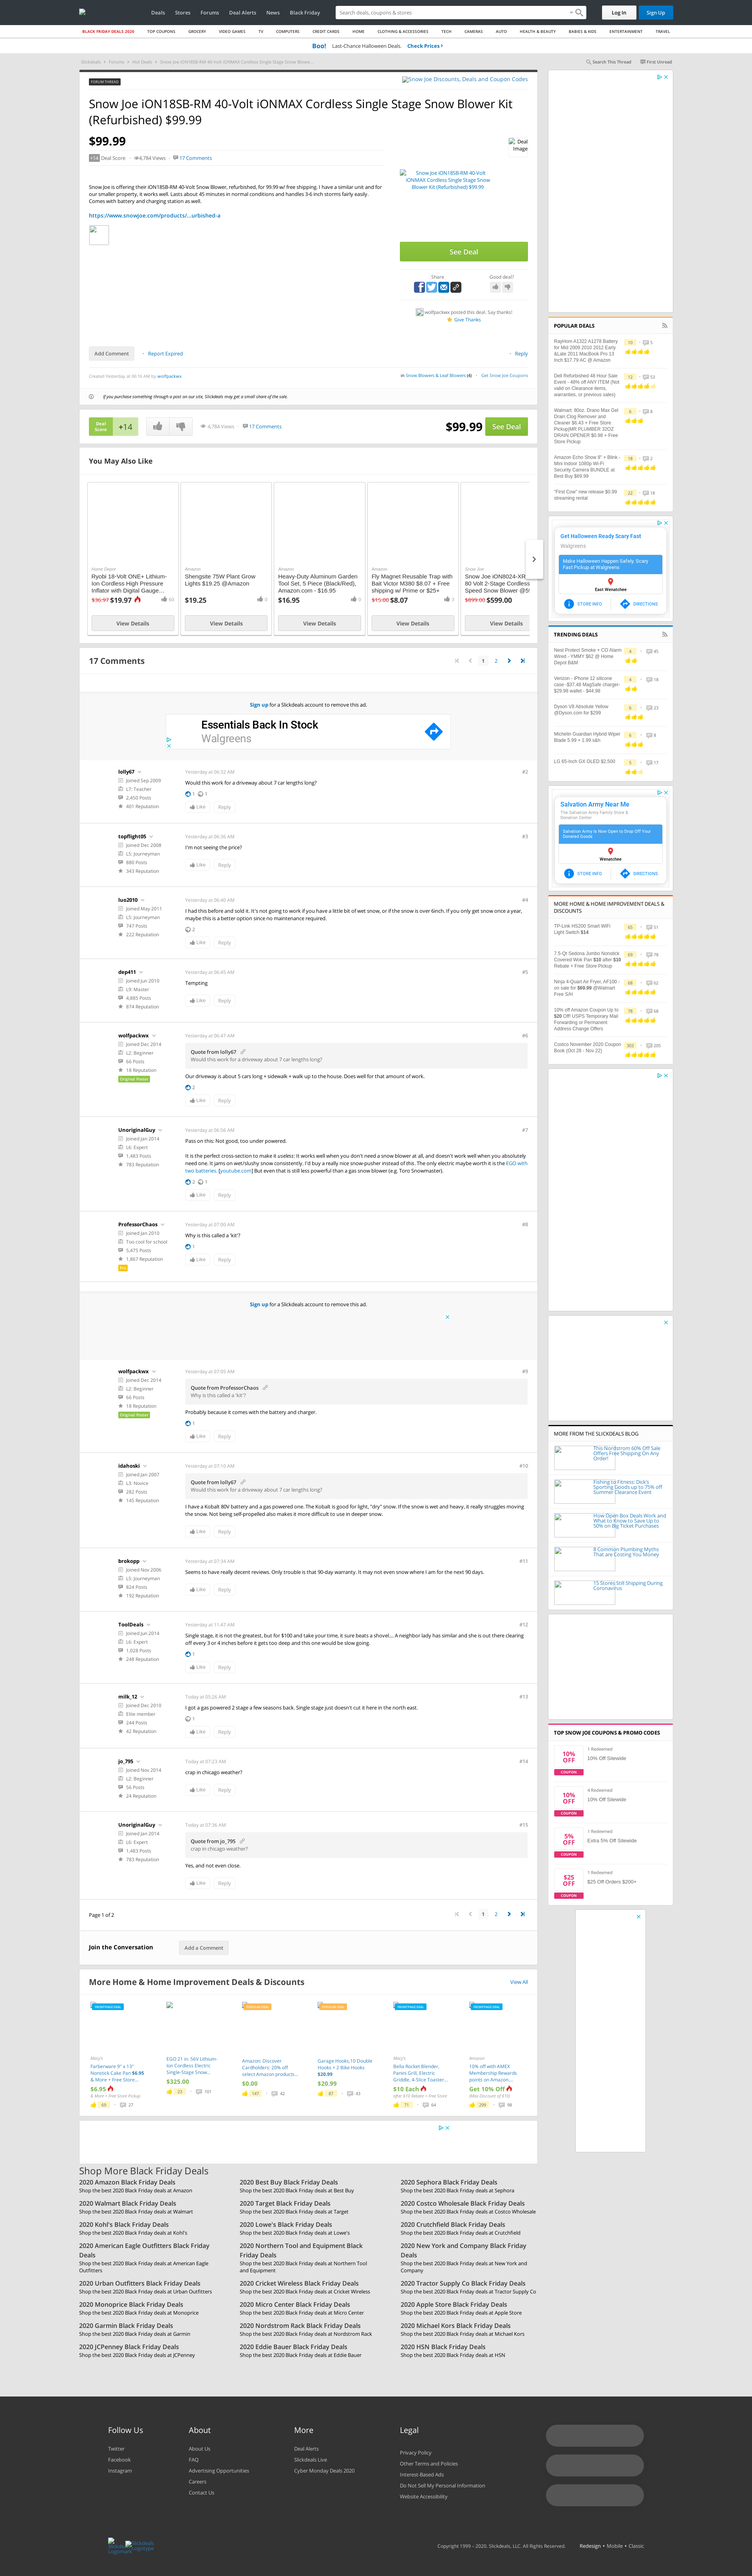 Deals Stores Forums Deal Alerts News Black Friday
Search deals, coupons & stores
Log In Sign Up
BLACK FRIDAY DEALS 2020 TOP COUPONS GROCERY VIDEO GAMES TV COMPUTERS CREDIT CARDS HOME CLOTHING & ACCESSORIES TECH CAMERAS AUTO HEALTH & BEAUTY BABIES & KIDS ENTERTAINMENT TRAVEL
Boo! Last-Chance Halloween Deals. Check Prices
Slickdeals > Forums > Hot Deals > Snow Joe iON18SB-RM 40-Volt iONMAX Cordless Single Stage Snow Blowe...
Search This Thread First Unread
FORUM THREAD
Snow Joe Discounts, Deals and Coupon Codes
Snow Joe iON18SB-RM 40-Volt iONMAX Cordless Single Stage Snow Blower Kit (Refurbished) $99.99
$99.99
+14 Deal Score 4,784 Views 17 Comments
Deal Image
Snow Joe iON18SB-RM 40-Volt iONMAX Cordless Single Stage Snow Blower Kit (Refurbished) $99.99
Snow Joe is offering their iON18SB-RM 40-Volt Snow Blower, refurbished, for 99.99 w/ free shipping. I have a similar unit and for our smaller property, it works well. Lasts about 45 minutes in normal conditions and handles 3-6 inch storms fairly easily. Comes with battery and charging station as well.
https://www.snowjoe.com/products/...urbished-a
See Deal
Share Good deal?
wolfpackwx posted this deal. Say thanks!
Give Thanks
Add Comment Report Expired Reply
Created Yesterday at 06:16 AM by wolfpackwx
in Snow Blowers & Leaf Blowers (4) Get Snow Joe Coupons
If you purchase something through a post on our site, Slickdeals may get a small share of the sale.
Deal Score +14 4,784 Views 17 Comments $99.99 See Deal
You May Also Like
Home Depot
Ryobi 18-Volt ONE+ Lithium-Ion Cordless High Pressure Inflator with Digital Gauge...
$36.97 $19.97
View Details
Amazon
Shengsite 75W Plant Grow Lights $19.25 @Amazon
$19.25 0
View Details
Amazon
Heavy-Duty Aluminum Garden Tool Set, 5 Piece (Black/Red), Amazon.com - $16.95
$16.95 0
View Details
Amazon
Fly Magnet Reusable Trap with Bait Victor M380 $8.07 + Free shipping w/ Prime or $25+
$15.00 $8.07 0
View Details
Snow Joe
Snow Joe iON8024-XR 80 Volt 2-Stage Cordless Speed Snow Blower @$5
$899.00 $599.00
View Details
17 Comments
1 2
Sign up for a Slickdeals account to remove this ad.
Essentials Back In Stock
Walgreens
lolly67
Joined Sep 2009
L7: Teacher
2,450 Posts
401 Reputation
Yesterday at 06:32 AM #2
Would this work for a driveway about 7 car lengths long?
1 1
Like Reply
topflight05
Joined Dec 2008
L5: Journeyman
880 Posts
343 Reputation
Yesterday at 06:36 AM #3
I'm not seeing the price?
Like Reply
luo2010
Joined May 2011
L5: Journeyman
747 Posts
222 Reputation
Yesterday at 06:40 AM #4
I had this before and sold it. It's not going to work if you have a little bit of wet snow, or if the snow is over 6 inch. If you only get snow once a year, once year, maybe this is a better option since no maintenance required.
2
Like Reply
dep411
Joined Jun 2010
L9: Master
4,885 Posts
874 Reputation
Yesterday at 06:45 AM #5
Tempting
Like Reply
wolfpackwx
Joined Dec 2014
L2: Beginner
66 Posts
18 Reputation
Original Poster
Yesterday at 06:47 AM #6
Quote from lolly67
Would this work for a driveway about 7 car lengths long?
Our driveway is about 5 cars long + sidewalk + walk up to the house. Does well for that amount of work.
2
Like Reply
UnoriginalGuy
Joined Jan 2014
L6: Expert
1,483 Posts
783 Reputation
Yesterday at 06:56 AM #7
Pass on this: Not good, too under powered.
It is the perfect cross-section to make it useless: It works well when you don't need a snow blower at all, and doesn't work well when you legitimately need one. It jams on wet/slushy snow consistently. I'd buy a really nice snow-pusher instead of this. The only electric maybe worth it is the EGO with two batteries. [youtube.com] But even that is still less powerful than a gas snow blower (e.g. Toro Snowmaster).
2 1
Like Reply
ProfessorChaos
Joined Jan 2010
Too cool for school
5,475 Posts
1,867 Reputation
Pro
Yesterday at 07:00 AM #8
Why is this called a 'kit'?
1
Like Reply
Sign up for a Slickdeals account to remove this ad.
wolfpackwx
Joined Dec 2014
L2: Beginner
66 Posts
18 Reputation
Original Poster
Yesterday at 07:05 AM #9
Quote from ProfessorChaos
Why is this called a 'kit'?
Probably because it comes with the battery and charger.
1
Like Reply
idahoski
Joined Jan 2007
L3: Novice
282 Posts
145 Reputation
Yesterday at 07:10 AM #10
Quote from lolly67
Would this work for a driveway about 7 car lengths long?
I have a Kobalt 80V battery and a gas powered one. The Kobalt is good for light, "dry" snow. If the snow is wet and heavy, it really struggles moving the snow. Not being self-propelled also makes it more difficult to use in deeper snow.
Like Reply
brokopp
Joined Nov 2006
L5: Journeyman
824 Posts
192 Reputation
Yesterday at 07:34 AM #11
Seems to have really decent reviews. Only trouble is that 90-day warranty. It may not even snow where I am for the next 90 days.
Like Reply
ToolDeals
Joined Jun 2014
L6: Expert
1,028 Posts
248 Reputation
Yesterday at 11:47 AM #12
Single stage, it is not the greatest, but for $100 and take your time, it sure beats a shovel.... A neighbor lady has similar and she is out there clearing off every 3 or 4 inches before it gets too deep and this one would be slow going.
1
Like Reply
milk_12
Joined Dec 2010
Elite member
244 Posts
42 Reputation
Today at 05:26 AM #13
I got a gas powered 2 stage a few seasons back. Single stage just doesn't cut it here in the north east.
1
Like Reply
jo_795
Joined Nov 2014
L2: Beginner
56 Posts
24 Reputation
Today at 07:23 AM #14
crap in chicago weather?
Like Reply
UnoriginalGuy
Joined Jan 2014
L6: Expert
1,483 Posts
783 Reputation
Today at 07:36 AM #15
Quote from jo_795
crap in chicago weather?
Yes, and not even close.
Like Reply
Page 1 of 2
1 2
Join the Conversation Add a Comment
More Home & Home Improvement Deals & Discounts View All
FRONTPAGE DEAL
Macy's
Farberware 9" x 13" Nonstick Cake Pan $6.95 & More + Free Store...
$6.95
& More + Free Store Pickup
69 27
EGO 21 in. 56V Lithium-Ion Cordless Electric Single-Stage Snow...
$325.00
23 101
POPULAR DEAL
Amazon: Discover Cardholders: 20% off select Amazon products...
$0.00
147 42
POPULAR DEAL
Garage Hooks,10 Double Hooks + 2 Bike Hooks $20.99
$20.99
87 43
FRONTPAGE DEAL
Macy's
Bella Rocket Blender, Panini Grill, Electric Griddle, 4-Slice Toaster...
$10 Each
after $10 Rebate + Free Store
71 64
FRONTPAGE DEAL
Amazon
10% off with AMEX Membership Rewards points on Amazon...
Get 10% Off
(Max Discount of $10)
299 98
Shop More Black Friday Deals
2020 Amazon Black Friday Deals
Shop the best 2020 Black Friday deals at Amazon
2020 Best Buy Black Friday Deals
Shop the best 2020 Black Friday deals at Best Buy
2020 Sephora Black Friday Deals
Shop the best 2020 Black Friday deals at Sephora
2020 Walmart Black Friday Deals
Shop the best 2020 Black Friday deals at Walmart
2020 Target Black Friday Deals
Shop the best 2020 Black Friday deals at Target
2020 Costco Wholesale Black Friday Deals
Shop the best 2020 Black Friday deals at Costco Wholesale
2020 Kohl's Black Friday Deals
Shop the best 2020 Black Friday deals at Kohl's
2020 Lowe's Black Friday Deals
Shop the best 2020 Black Friday deals at Lowe's
2020 Crutchfield Black Friday Deals
Shop the best 2020 Black Friday deals at Crutchfield
2020 American Eagle Outfitters Black Friday Deals
Shop the best 2020 Black Friday deals at American Eagle Outfitters
2020 Northern Tool and Equipment Black Friday Deals
Shop the best 2020 Black Friday deals at Northern Tool and Equipment
2020 New York and Company Black Friday Deals
Shop the best 2020 Black Friday deals at New York and Company
2020 Urban Outfitters Black Friday Deals
Shop the best 2020 Black Friday deals at Urban Outfitters
2020 Cricket Wireless Black Friday Deals
Shop the best 2020 Black Friday deals at Cricket Wireless
2020 Tractor Supply Co Black Friday Deals
Shop the best 2020 Black Friday deals at Tractor Supply Co
2020 Monoprice Black Friday Deals
Shop the best 2020 Black Friday deals at Monoprice
2020 Micro Center Black Friday Deals
Shop the best 2020 Black Friday deals at Micro Center
2020 Apple Store Black Friday Deals
Shop the best 2020 Black Friday deals at Apple Store
2020 Garmin Black Friday Deals
Shop the best 2020 Black Friday deals at Garmin
2020 Nordstrom Rack Black Friday Deals
Shop the best 2020 Black Friday deals at Nordstrom Rack
2020 Michael Kors Black Friday Deals
Shop the best 2020 Black Friday deals at Michael Kors
2020 JCPenney Black Friday Deals
Shop the best 2020 Black Friday deals at JCPenney
2020 Eddie Bauer Black Friday Deals
Shop the best 2020 Black Friday deals at Eddie Bauer
2020 HSN Black Friday Deals
Shop the best 2020 Black Friday deals at HSN
POPULAR DEALS
RayHom A1322 A1278 Battery for Mid 2009 2010 2012 Early &Late 2011 MacBook Pro 13 Inch $17.79 AC @ Amazon
10 5
Dell Refurbished 48 Hour Sale Event - 48% off ANY ITEM (Not valid on Clearance items, warranties, or previous sales)
12 53
Walmart: 80oz. Drano Max Gel Drain Clog Remover and Cleaner $6.43 + Free Store Pickup(MR PLUMBER 32OZ DRAIN OPENER $0.86 + Free Store Pickup
6 8
Amazon Echo Show 8" + Blink - Mini Indoor 1080p Wi-Fi Security Camera BUNDLE at Best Buy $69.99
18 2
"First Cow" new release $0.99 streaming rental
22 18
Get Halloween Ready Scary Fast
Walgreens
Make Halloween Happen Safely Scary Fast Pickup at Walgreens
East Wenatchee
STORE INFO DIRECTIONS
TRENDING DEALS
Nest Protect Smoke + CO Alarm Wired - YMMV $62 @ Home Depot B&M
4 45
Verizon - iPhone 12 silicone case -$37.48 MagSafe charger-$29.98 wallet - $44.98
4 18
Dyson V8 Absolute Yellow @Dyson.com for $299
6 23
Michelin Guardian Hybrid Wiper Blade 5.99 + 1.98 s&h
6 8
LG 65-Inch GX OLED $2,500
5 17
Salvation Army Near Me
The Salvation Army Family Store & Donation Center
Salvation Army Is Now Open to Drop Off Your Donated Goods
Wenatchee
STORE INFO DIRECTIONS
MORE HOME & HOME IMPROVEMENT DEALS & DISCOUNTS
TP-Link HS200 Smart WiFi Light Switch $14
65 51
7.5-Qt Sedona Jumbo Nonstick Covered Wok Pan $10 after $10 Rebate + Free Store Pickup
69 78
Ninja 4-Quart Air Fryer, AF100 - on sale for $69.99 @Walmart Free S/H
68 62
10% off Amazon Coupon Up to $20 Off! USPS Temporary Mail Forwarding or Permanent Address Change Offers
78 68
Costco November 2020 Coupon Book (Oct 28 - Nov 22)
353 205
MORE FROM THE SLICKDEALS BLOG
This Nordstrom 60% Off Sale Offers Free Shipping On Any Order!
Fishing to Fitness: Dick's Sporting Goods up to 75% off Summer Clearance Event
How Open Box Deals Work and What to Know to Save Up to 50% on Big Ticket Purchases
8 Common Plumbing Myths That are Costing You Money
15 Stores Still Shipping During Coronavirus
TOP SNOW JOE COUPONS & PROMO CODES
10% OFF COUPON
1 Redeemed
10% Off Sitewide
10% OFF COUPON
4 Redeemed
10% Off Sitewide
5% OFF COUPON
1 Redeemed
Extra 5% Off Sitewide
$25 OFF COUPON
1 Redeemed
$25 Off Orders $200+
Follow Us
Twitter
Facebook
Instagram
About
About Us
FAQ
Advertising Opportunities
Careers
Contact Us
More
Deal Alerts
Slickdeals Live
Cyber Monday Deals 2020
Legal
Privacy Policy
Other Terms and Policies
Interest-Based Ads
Do Not Sell My Personal Information
Website Accessibility
Slickdeals Logotype
Copyright 1999 - 2020. Slickdeals, LLC. All Rights Reserved. Redesign • Mobile • Classic